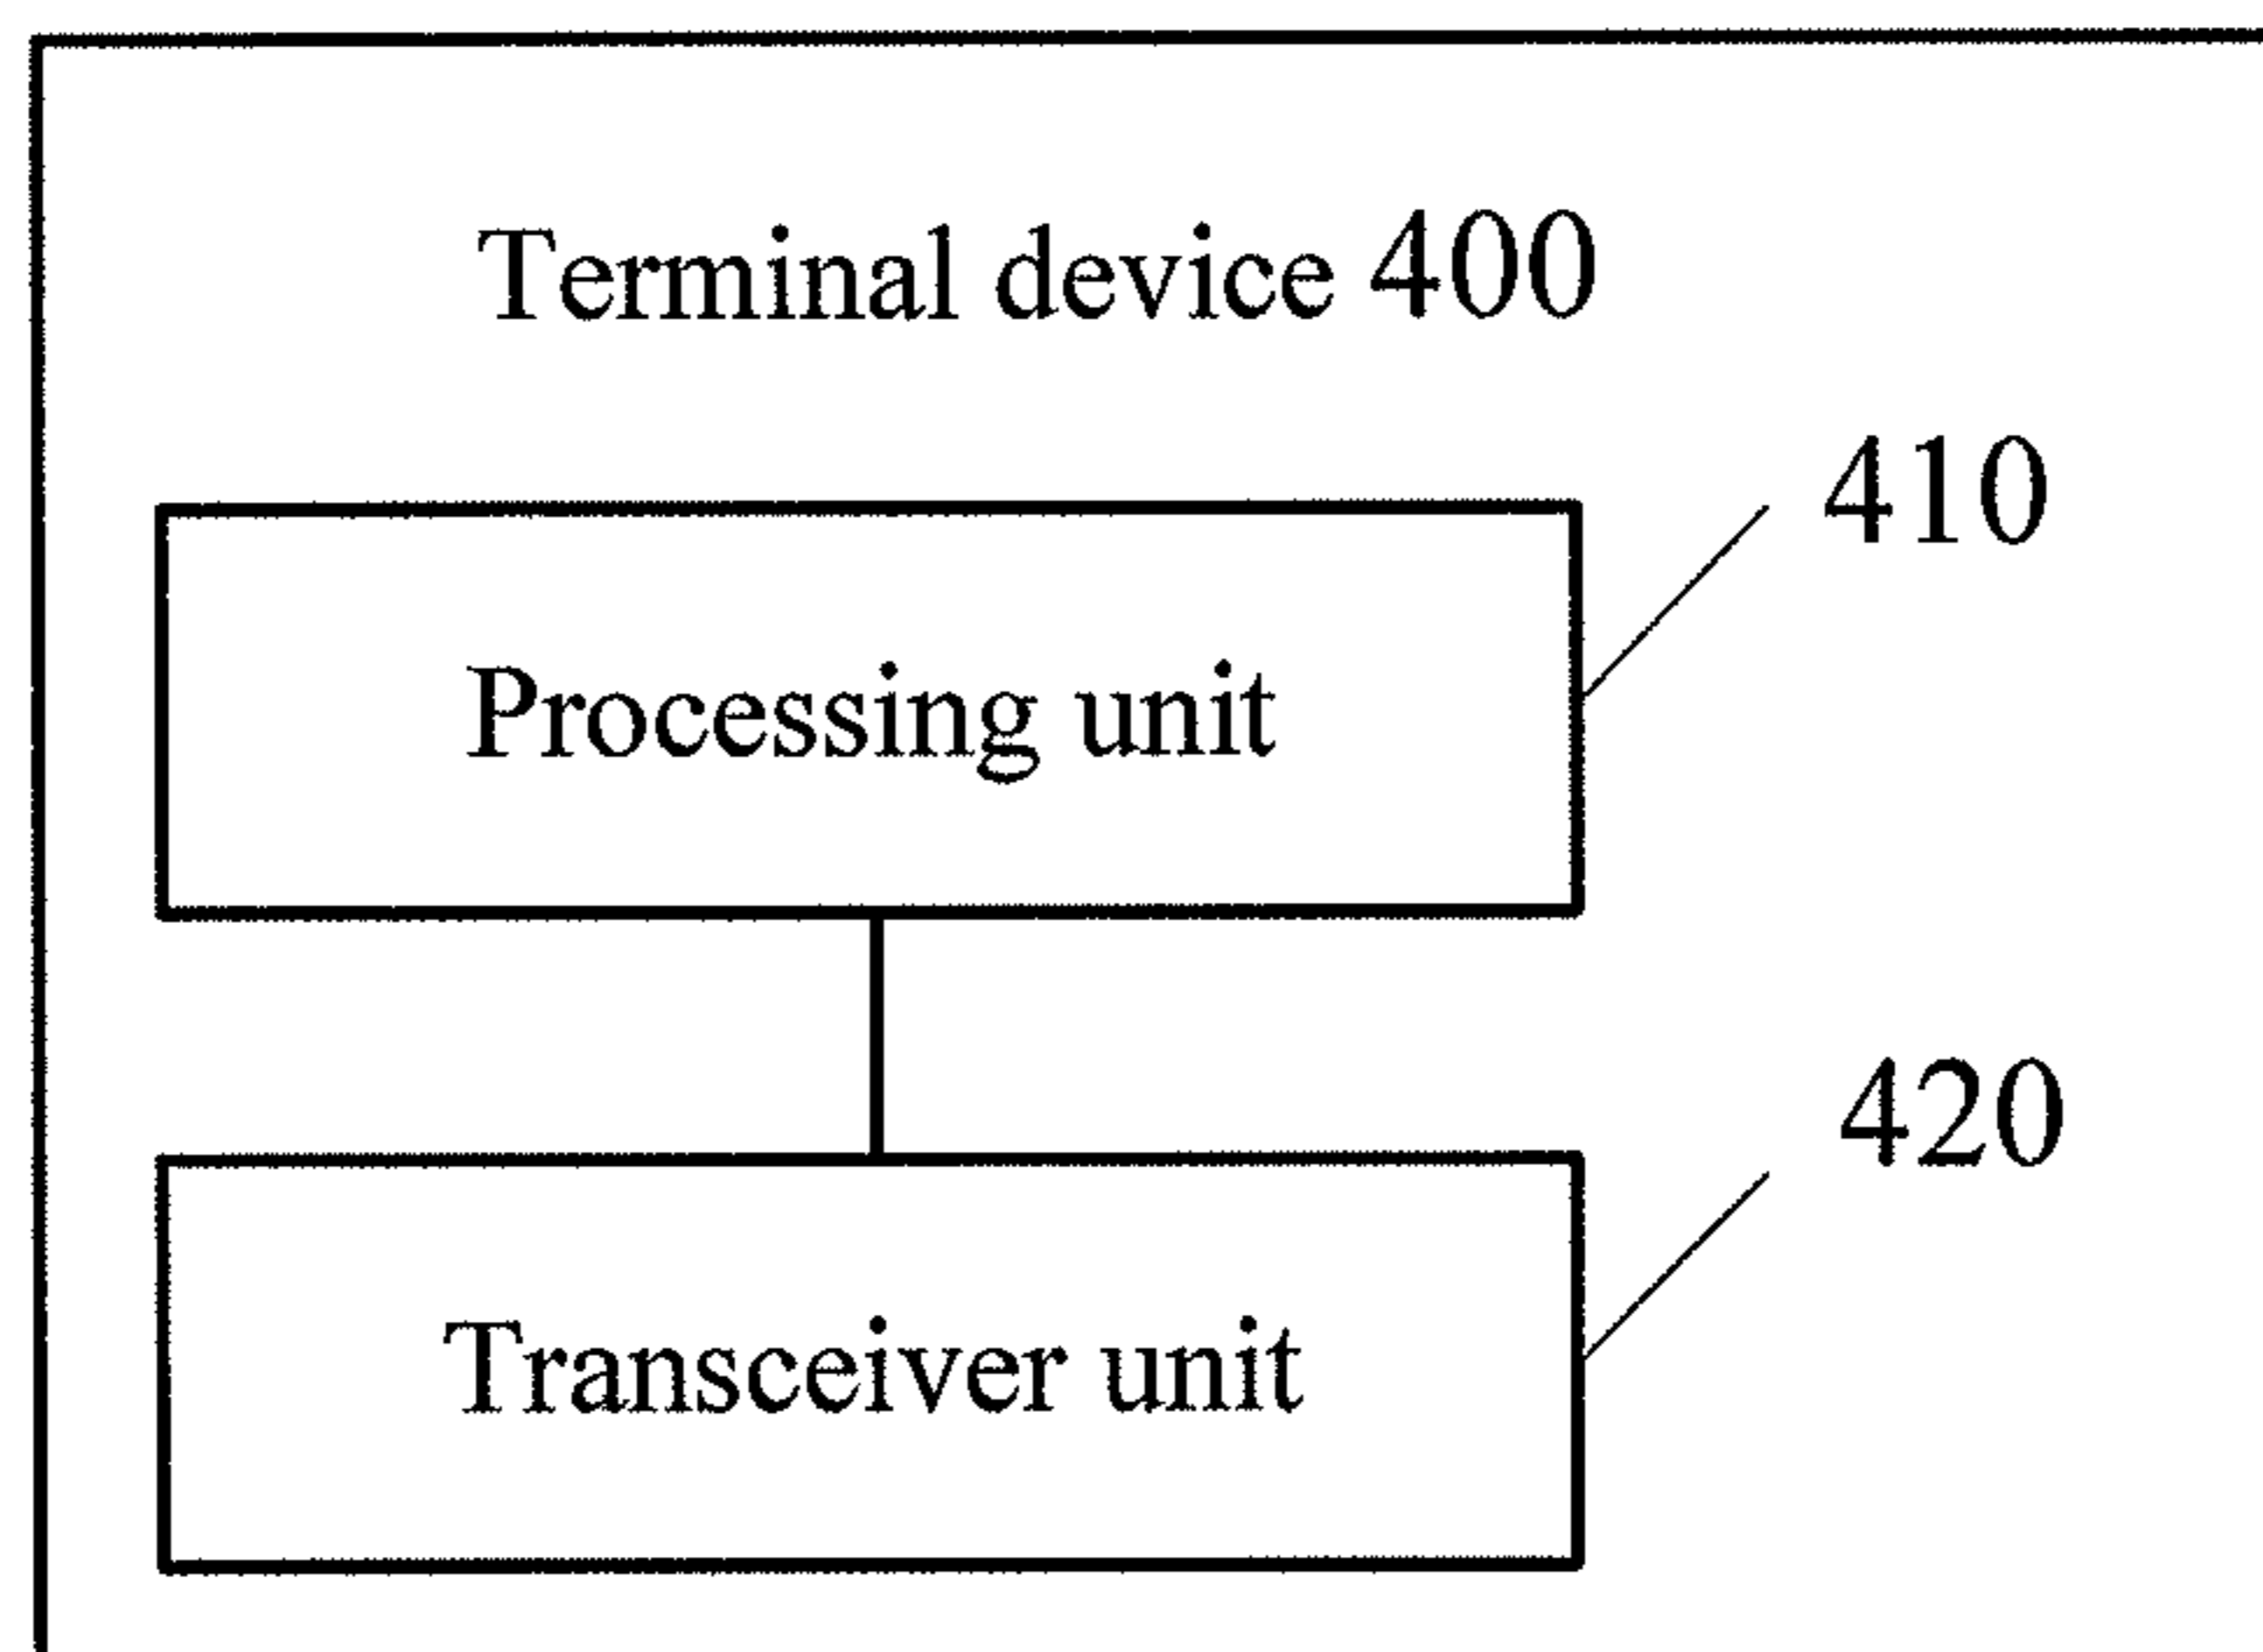 Terminal device 400
410
Processing unit
420
Transceiver unit